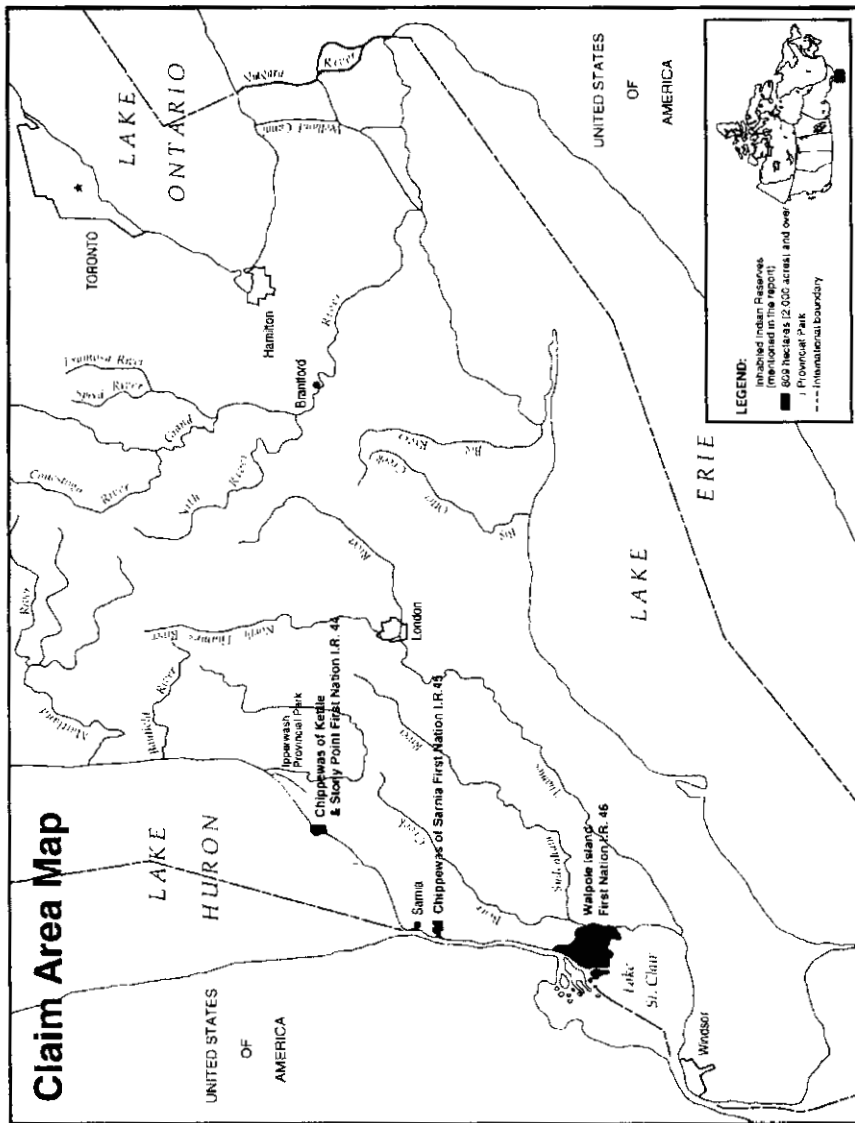 Claim Area Map
LAKE
HURON
UNITED STATES
OF
AMERICA
LAKE
ONTARIO
TORONTO
Hamilton
Niagara
River
Welland Canal
UNITED STATES
OF
AMERICA
Speed River
Grand
River
Conestogo
River
Nith River
Brantford
River
Maitland
River
Bayfield
River
North Thames River
River
London
Ipperwash
Provincial Park
Chippewas of Kettle
& Stony Point First Nation I.R. 44
Sarnia
Chippewas of Sarnia First Nation I.R.45
Bear
Creek
River
Sydenham
Thames
Walpole Island
First Nation I.R. 46
Lake
St. Clair
Windsor
Big
Otter
Creek
Big
River
LAKE
ERIE
LEGEND:
Inhabited Indian Reserves
(mentioned in the report)
809 hectares (2,000 acres) and over
Provincial Park
International boundary